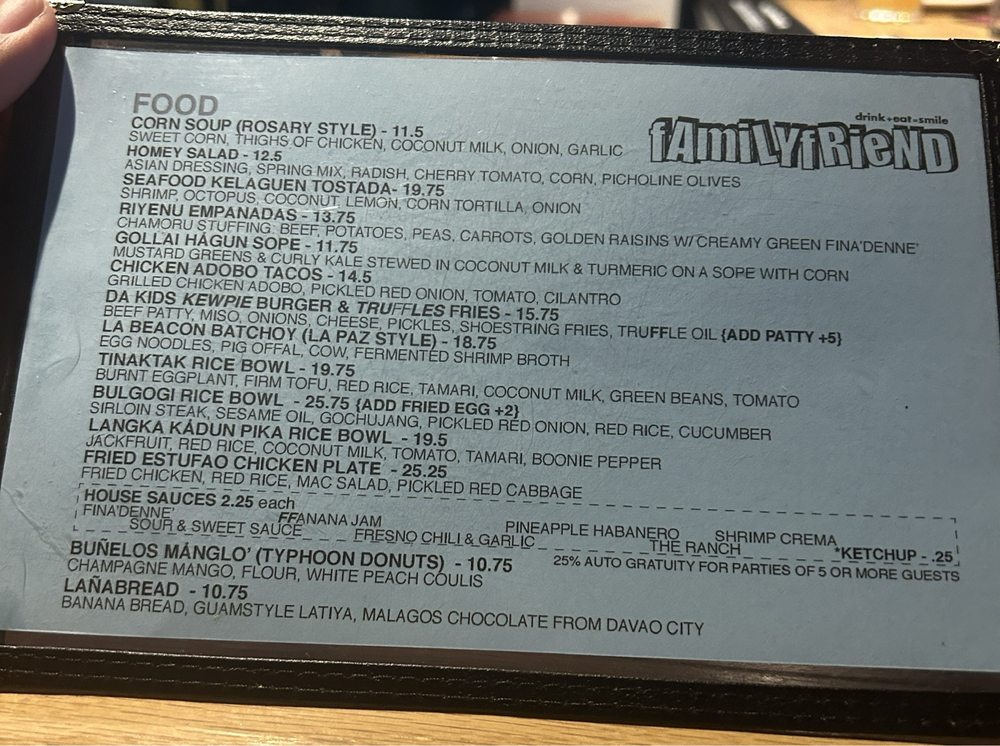 drink+eat=smile
fAmiLYfRieND
FOOD
CORN SOUP (ROSARY STYLE) - 11.5
SWEET CORN, THIGHS OF CHICKEN, COCONUT MILK, ONION, GARLIC
HOMEY SALAD - 12.5
ASIAN DRESSING, SPRING MIX, RADISH, CHERRY TOMATO, CORN, PICHOLINE OLIVES
SEAFOOD KELAGUEN TOSTADA- 19.75
SHRIMP, OCTOPUS, COCONUT, LEMON, CORN TORTILLA, ONION
RIYENU EMPANADAS - 13.75
CHAMORU STUFFING: BEEF, POTATOES, PEAS, CARROTS, GOLDEN RAISINS W/ CREAMY GREEN FINA'DENNE'
GOLLAI HÅGUN SOPE - 11.75
MUSTARD GREENS & CURLY KALE STEWED IN COCONUT MILK & TURMERIC ON A SOPE WITH CORN
CHICKEN ADOBO TACOS - 14.5
GRILLED CHICKEN ADOBO, PICKLED RED ONION, TOMATO, CILANTRO
DA KIDS KEWPIE BURGER & TRUFFLES FRIES - 15.75
BEEF PATTY, MISO, ONIONS, CHEESE, PICKLES, SHOESTRING FRIES, TRUFFLE OIL {ADD PATTY +5}
LA BEACON BATCHOY (LA PAZ STYLE) - 18.75
EGG NOODLES, PIG OFFAL, COW, FERMENTED SHRIMP BROTH
TINAKTAK RICE BOWL - 19.75
BURNT EGGPLANT, FIRM TOFU, RED RICE, TAMARI, COCONUT MILK, GREEN BEANS, TOMATO
BULGOGI RICE BOWL - 25.75 {ADD FRIED EGG +2}
SIRLOIN STEAK, SESAME OIL, GOCHUJANG, PICKLED RED ONION, RED RICE, CUCUMBER
LANGKA KÅDUN PIKA RICE BOWL - 19.5
JACKFRUIT, RED RICE, COCONUT MILK, TOMATO, TAMARI, BOONIE PEPPER
FRIED ESTUFAO CHICKEN PLATE - 25.25
FRIED CHICKEN, RED RICE, MAC SALAD, PICKLED RED CABBAGE
HOUSE SAUCES 2.25 each
FINA'DENNE' FFANANA JAM PINEAPPLE HABANERO SHRIMP CREMA
SOUR & SWEET SAUCE FRESNO CHILI & GARLIC THE RANCH *KETCHUP - .25
25% AUTO GRATUITY FOR PARTIES OF 5 OR MORE GUESTS
BUÑELOS MÅNGLO' (TYPHOON DONUTS) - 10.75
CHAMPAGNE MANGO, FLOUR, WHITE PEACH COULIS
LAÑABREAD - 10.75
BANANA BREAD, GUAMSTYLE LATIYA, MALAGOS CHOCOLATE FROM DAVAO CITY